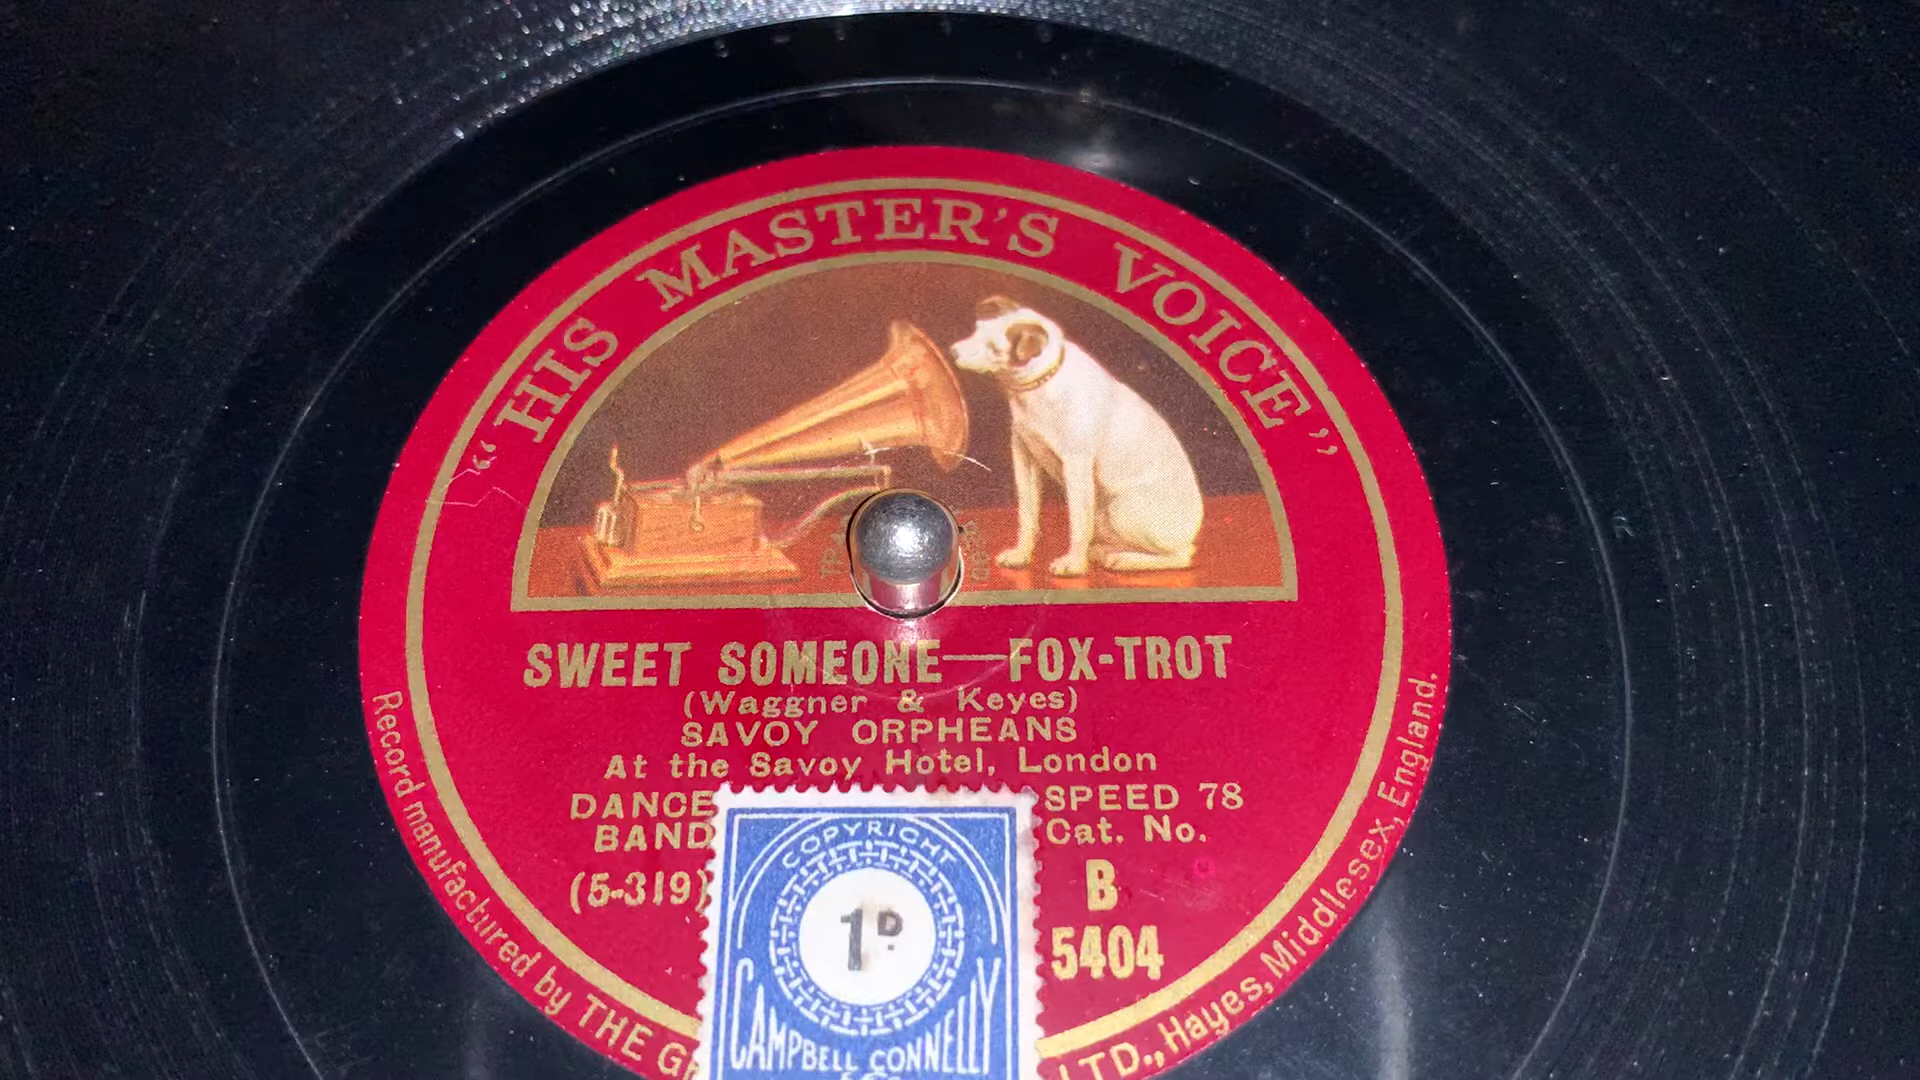 “HIS MASTER'S VOICE”
SWEET SOMEONE—FOX-TROT
(Waggner & Keyes)
SAVOY ORPHEANS
At the Savoy Hotel, London
DANCE
BAND
(5-319)
SPEED 78
Cat. No.
B
5404
COPYRIGHT
1D
CAMPBELL CONNELLY
Record manufactured by THE
LTD., Hayes, Middlesex, England.